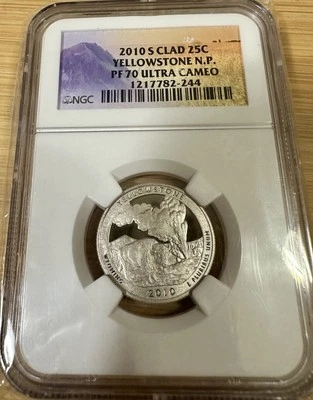 2010 S CLAD 25C
YELLOWSTONE N.P.
PF 70 ULTRA CAMEO
1217782-244
NGC
YELLOWSTONE
WYOMING
2010
E PLURIBUS UNUM